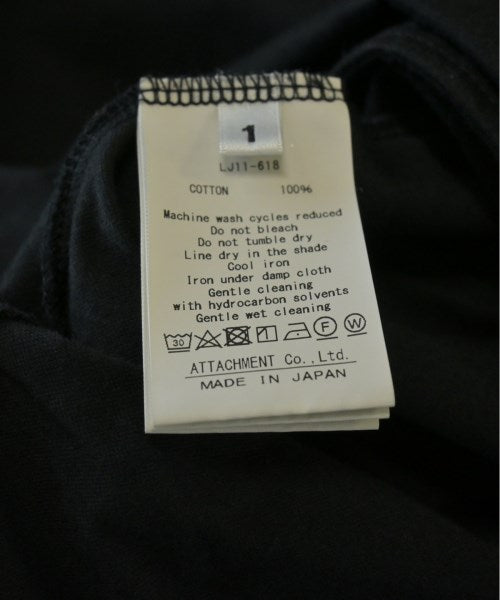 1
LJ11-618
COTTON 100%
Machine wash cycles reduced
Do not bleach
Do not tumble dry
Line dry in the shade
Cool iron
Iron under damp cloth
Gentle cleaning
with hydrocarbon solvents
Gentle wet cleaning
30 F W
ATTACHMENT Co.,Ltd.
MADE IN JAPAN